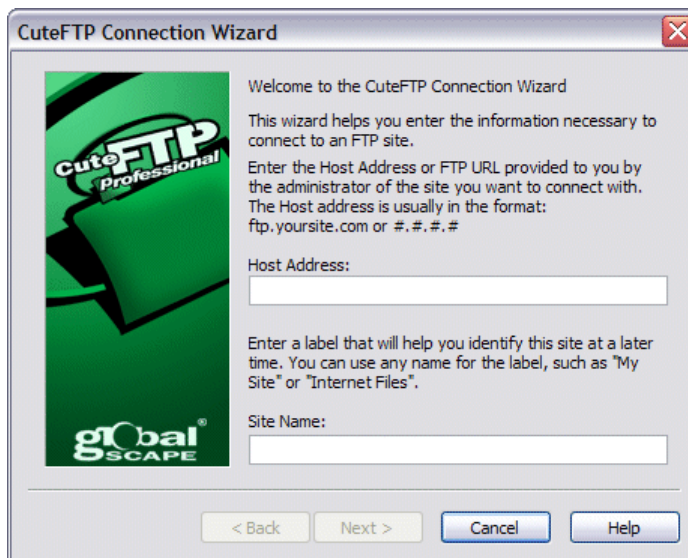 CuteFTP Connection Wizard
CuteFTP
Professional
globalSCAPE®
Welcome to the CuteFTP Connection Wizard
This wizard helps you enter the information necessary to
connect to an FTP site.
Enter the Host Address or FTP URL provided to you by
the administrator of the site you want to connect with.
The Host address is usually in the format:
ftp.yoursite.com or #.#.#.#
Host Address:
Enter a label that will help you identify this site at a later
time. You can use any name for the label, such as "My
Site" or "Internet Files".
Site Name:
< Back Next > Cancel Help